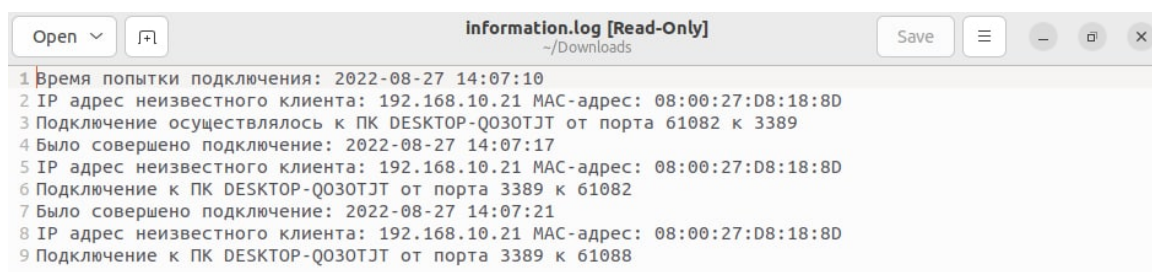 Open
information.log [Read-Only]
~/Downloads
Save
1 Время попытки подключения: 2022-08-27 14:07:10
2 IP адрес неизвестного клиента: 192.168.10.21 MAC-адрес: 08:00:27:D8:18:8D
3 Подключение осуществлялось к ПК DESKTOP-QO3OTJT от порта 61082 к 3389
4 Было совершено подключение: 2022-08-27 14:07:17
5 IP адрес неизвестного клиента: 192.168.10.21 MAC-адрес: 08:00:27:D8:18:8D
6 Подключение к ПК DESKTOP-QO3OTJT от порта 3389 к 61082
7 Было совершено подключение: 2022-08-27 14:07:21
8 IP адрес неизвестного клиента: 192.168.10.21 MAC-адрес: 08:00:27:D8:18:8D
9 Подключение к ПК DESKTOP-QO3OTJT от порта 3389 к 61088